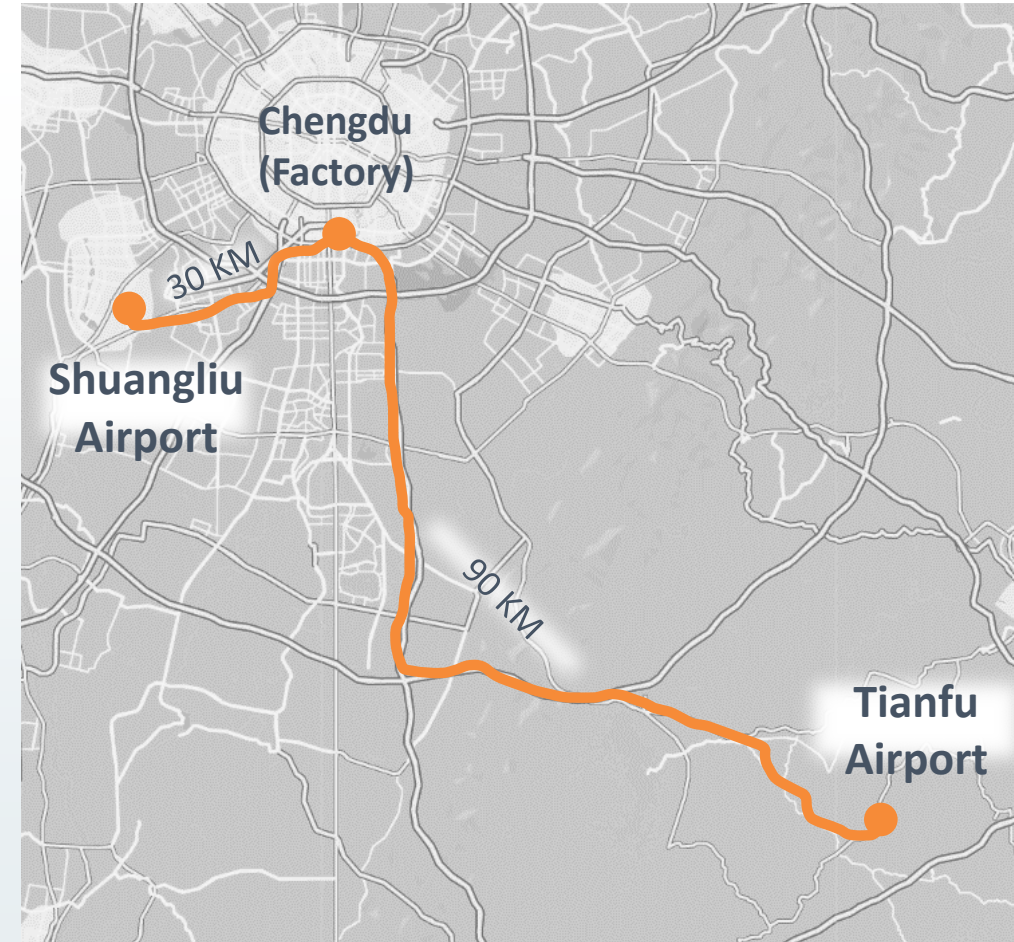 Chengdu
(Factory)
30 KM
Shuangliu
Airport
90 KM
Tianfu
Airport